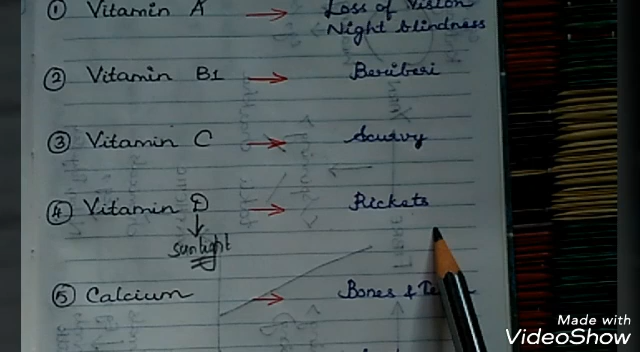 ① Vitamin A → Loss of Vision
Night blindness
② Vitamin B1 → Beriberi
③ Vitamin C → Scurvy
④ Vitamin D → Rickets
↓
sunlight
⑤ Calcium → Bones &
Made with
VideoShow